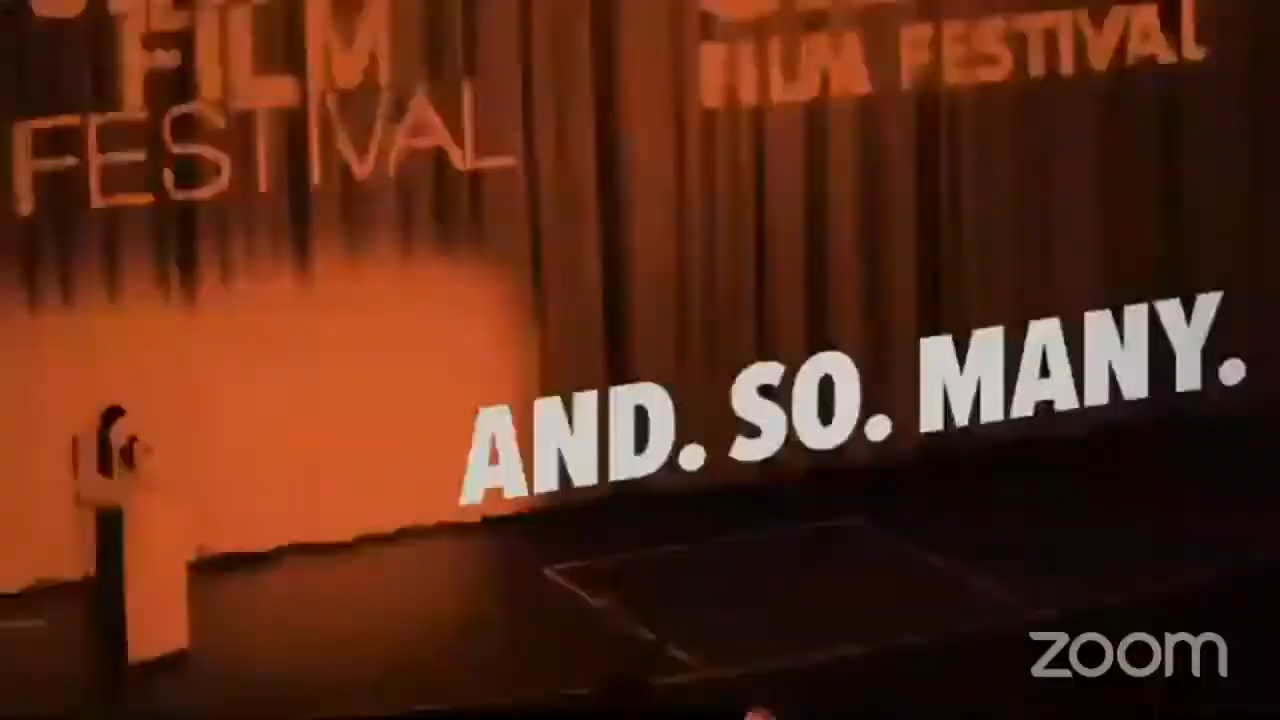 FILM
FESTIVAL
FILM FESTIVAL
AND. SO. MANY.
zoom